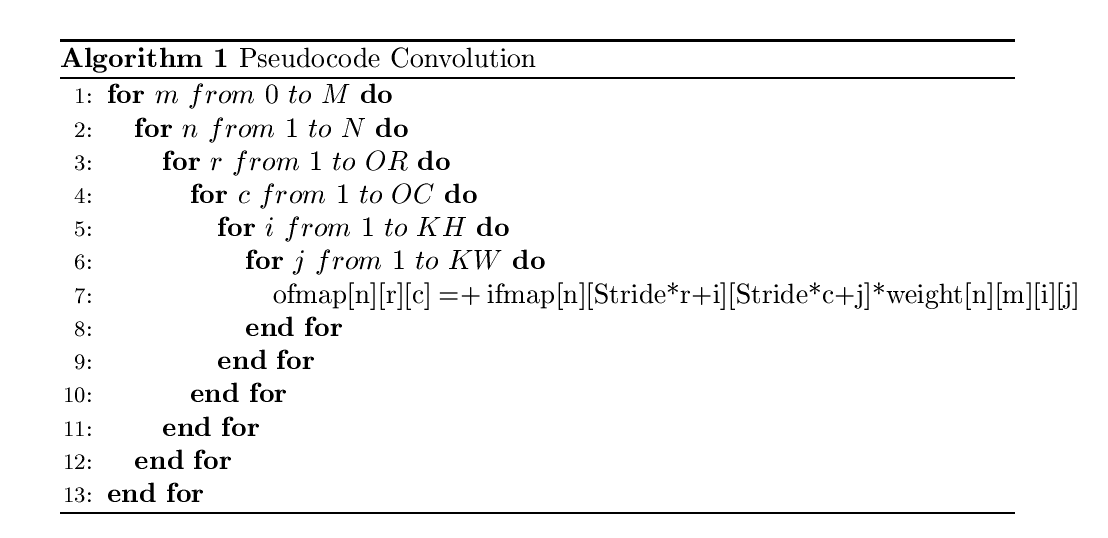 Algorithm 1 Pseudocode Convolution
1: for m from 0 to M do
2: for n from 1 to N do
3: for r from 1 to OR do
4: for c from 1 to OC do
5: for i from 1 to KH do
6: for j from 1 to KW do
7: ofmap[n][r][c] =+ ifmap[n][Stride*r+i][Stride*c+j]*weight[n][m][i][j]
8: end for
9: end for
10: end for
11: end for
12: end for
13: end for